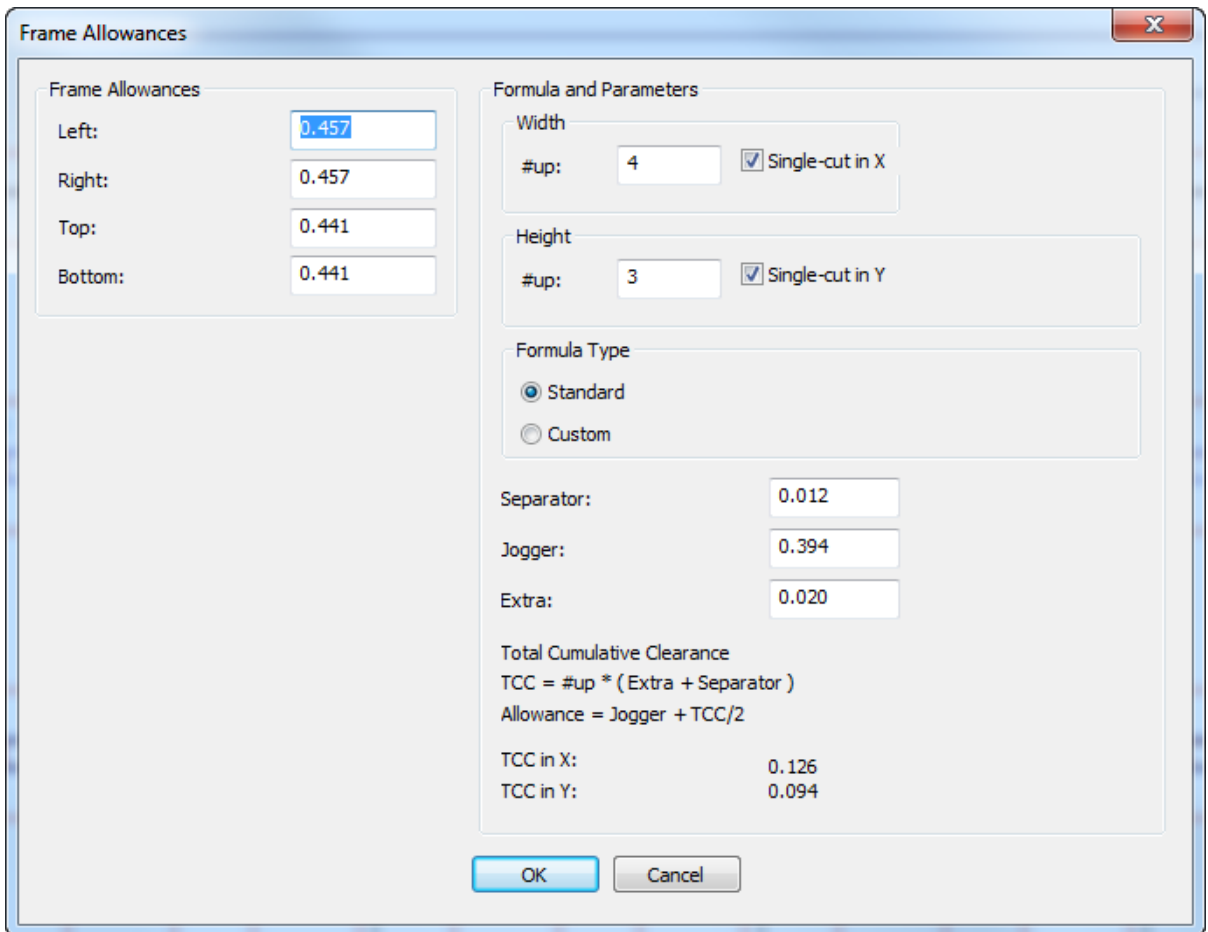 Frame Allowances
Frame Allowances
Left: 0.457
Right: 0.457
Top: 0.441
Bottom: 0.441
Formula and Parameters
Width
#up: 4 Single-cut in X
Height
#up: 3 Single-cut in Y
Formula Type
Standard
Custom
Separator: 0.012
Jogger: 0.394
Extra: 0.020
Total Cumulative Clearance
TCC = #up * ( Extra + Separator )
Allowance = Jogger + TCC/2
TCC in X: 0.126
TCC in Y: 0.094
OK Cancel